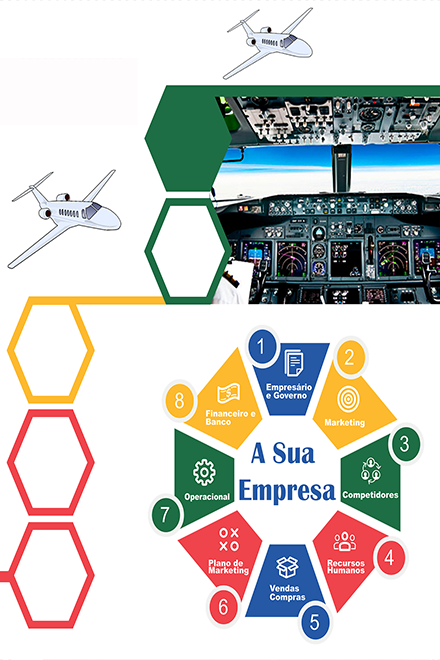 1
Empresário
e Governo
2
Marketing
3
Competidores
4
Recursos
Humanos
5
Vendas
Compras
6
Plano de
Marketing
7
Operacional
8
Financeiro e
Banco
A Sua
Empresa